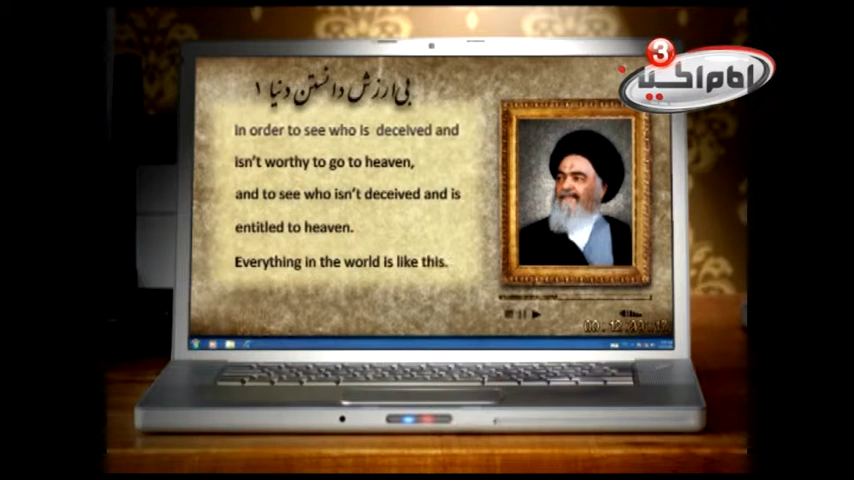 3
امام
بی ارزش دانستن دنیا ۱
In order to see who is deceived and
isn't worthy to go to heaven,
and to see who isn't deceived and is
entitled to heaven.
Everything in the world is like this.